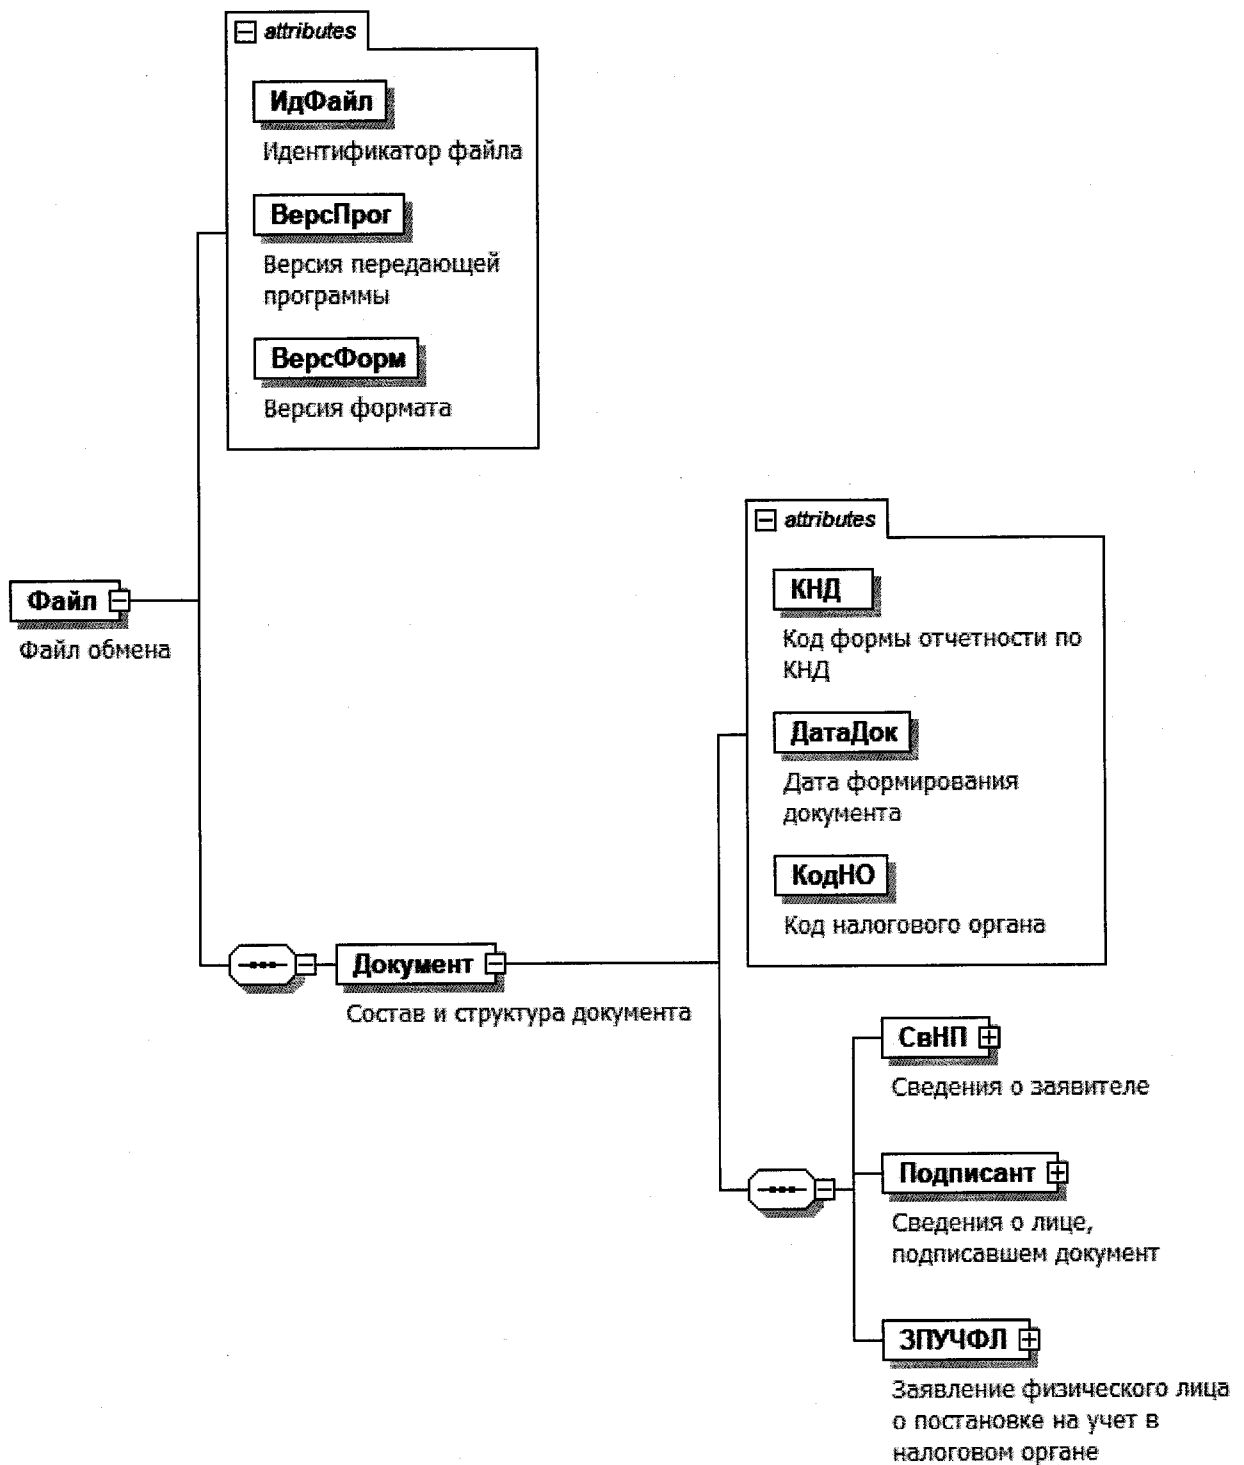 attributes
ИдФайл
Идентификатор файла
ВерсПрог
Версия передающей
программы
ВерсФорм
Версия формата
Файл
Файл обмена
attributes
КНД
Код формы отчетности по
КНД
ДатаДок
Дата формирования
документа
КодНО
Код налогового органа
Документ
Состав и структура документа
СвНП
Сведения о заявителе
Подписант
Сведения о лице,
подписавшем документ
ЗПУЧФЛ
Заявление физического лица
о постановке на учет в
налоговом органе